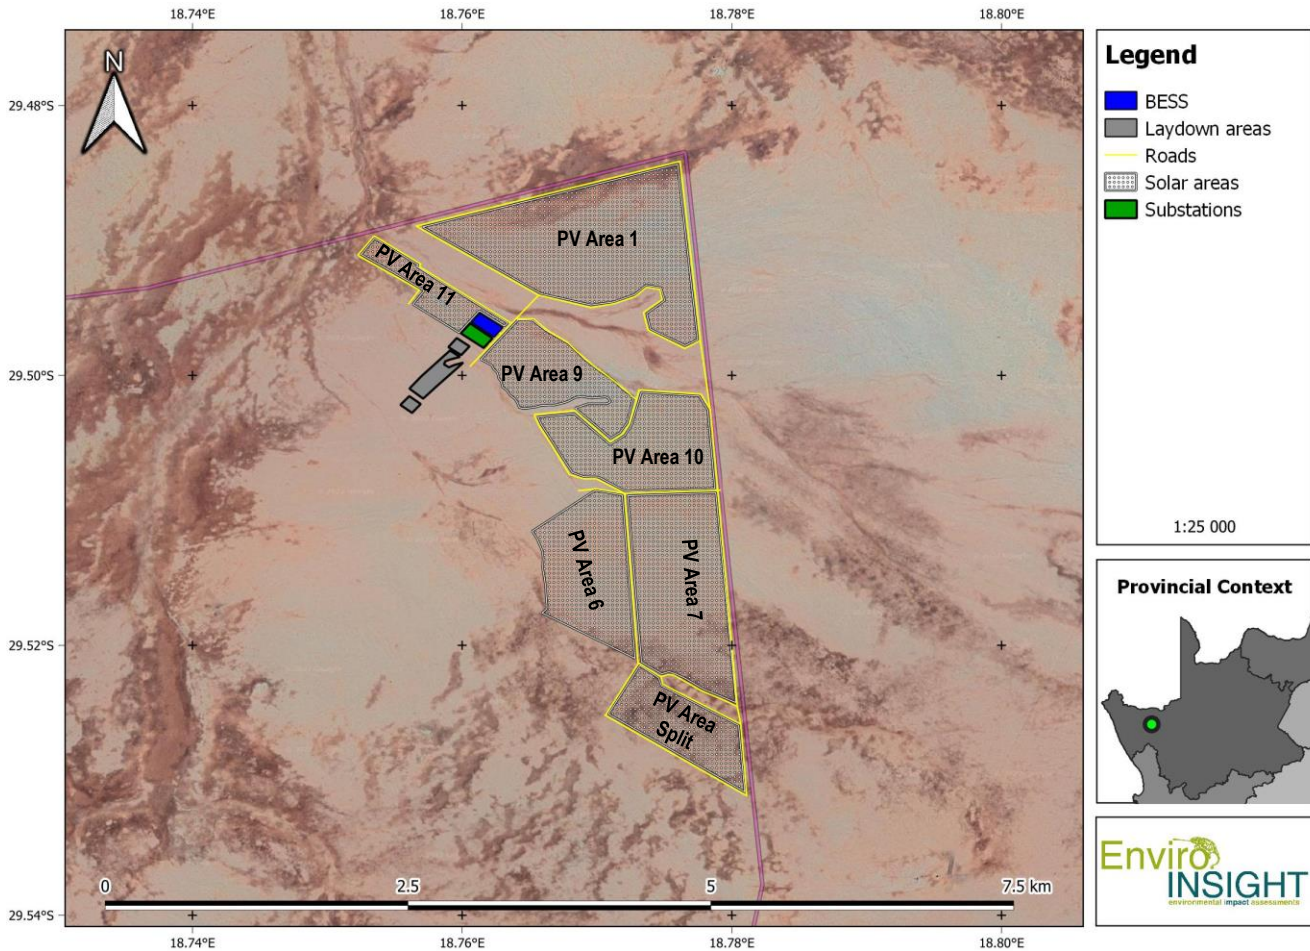 18.74°E 18.76°E 18.78°E 18.80°E
N
29.48°S
29.50°S
29.52°S
29.54°S
PV Area 1
PV Area 11
PV Area 9
PV Area 10
PV Area 6
PV Area 7
PV Area
Split
0 2.5 5 7.5 km
18.74°E 18.76°E 18.78°E 18.80°E
Legend
BESS
Laydown areas
Roads
Solar areas
Substations
1:25 000
Provincial Context
Enviro
INSIGHT
environmental impact assessments